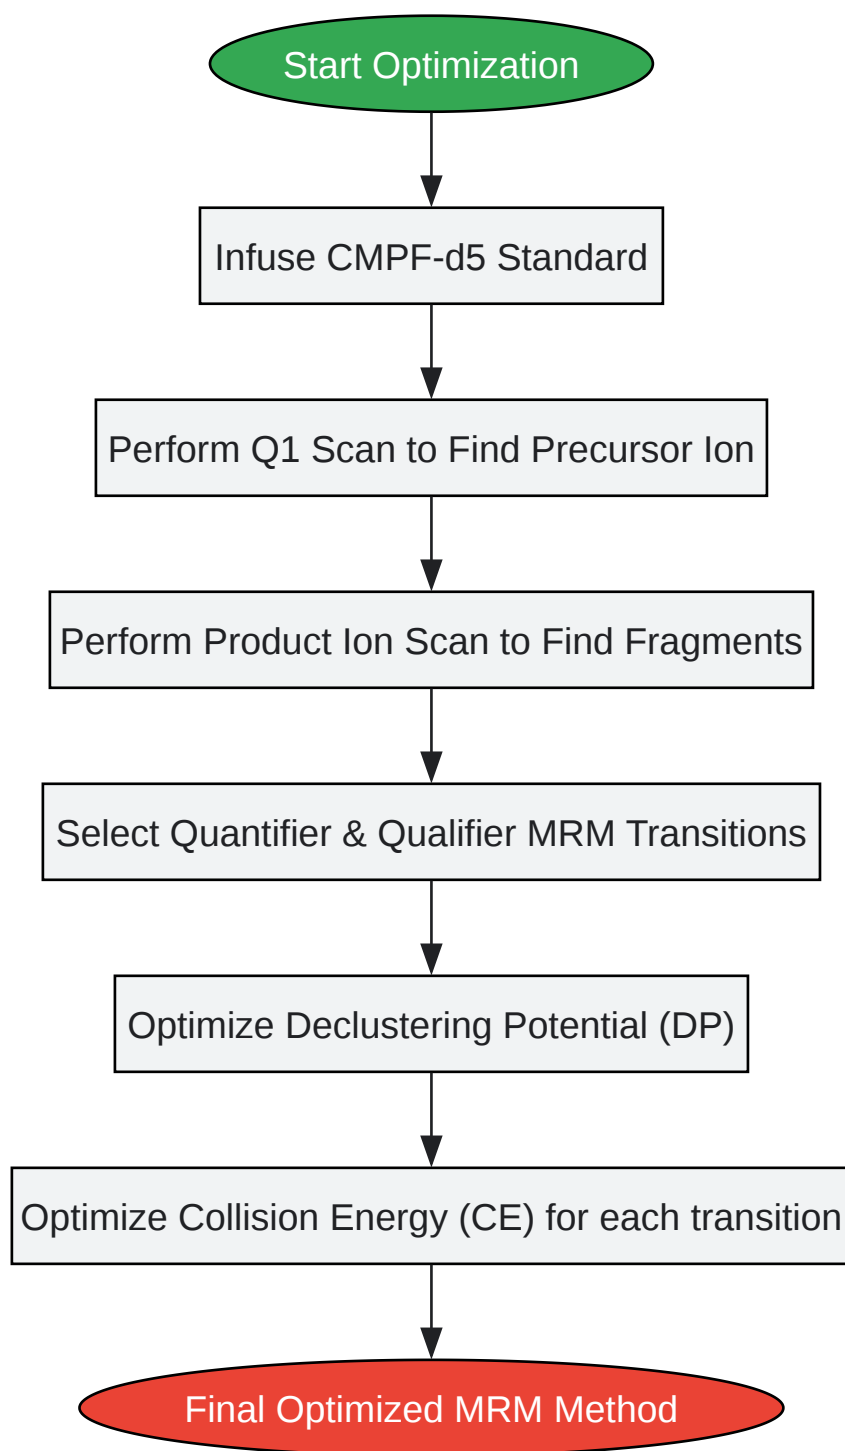 Start Optimization
Infuse CMPF-d5 Standard
Perform Q1 Scan to Find Precursor Ion
Perform Product Ion Scan to Find Fragments
Select Quantifier & Qualifier MRM Transitions
Optimize Declustering Potential (DP)
Optimize Collision Energy (CE) for each transition
Final Optimized MRM Method